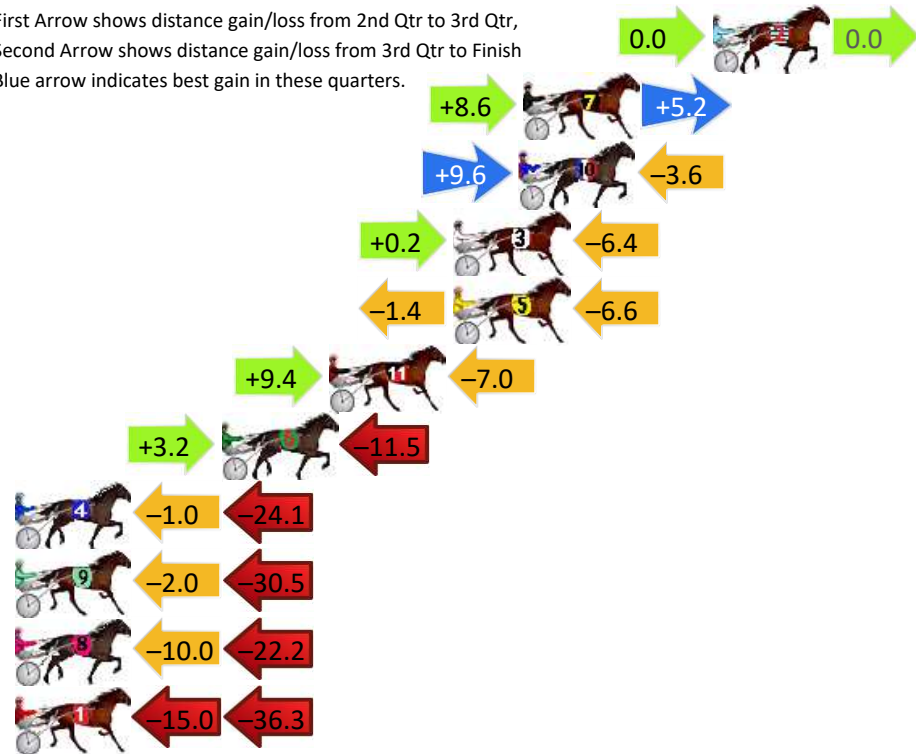 First Arrow shows distance gain/loss from 2nd Qtr to 3rd Qtr,
Second Arrow shows distance gain/loss from 3rd Qtr to Finish
Blue arrow indicates best gain in these quarters.
0.0 0.0
+8.6 7 +5.2
+9.6 10 −3.6
+0.2 3 −6.4
−1.4 5 −6.6
+9.4 11 −7.0
+3.2 −11.5
4 −1.0 −24.1
9 −2.0 −30.5
8 −10.0 −22.2
1 −15.0 −36.3